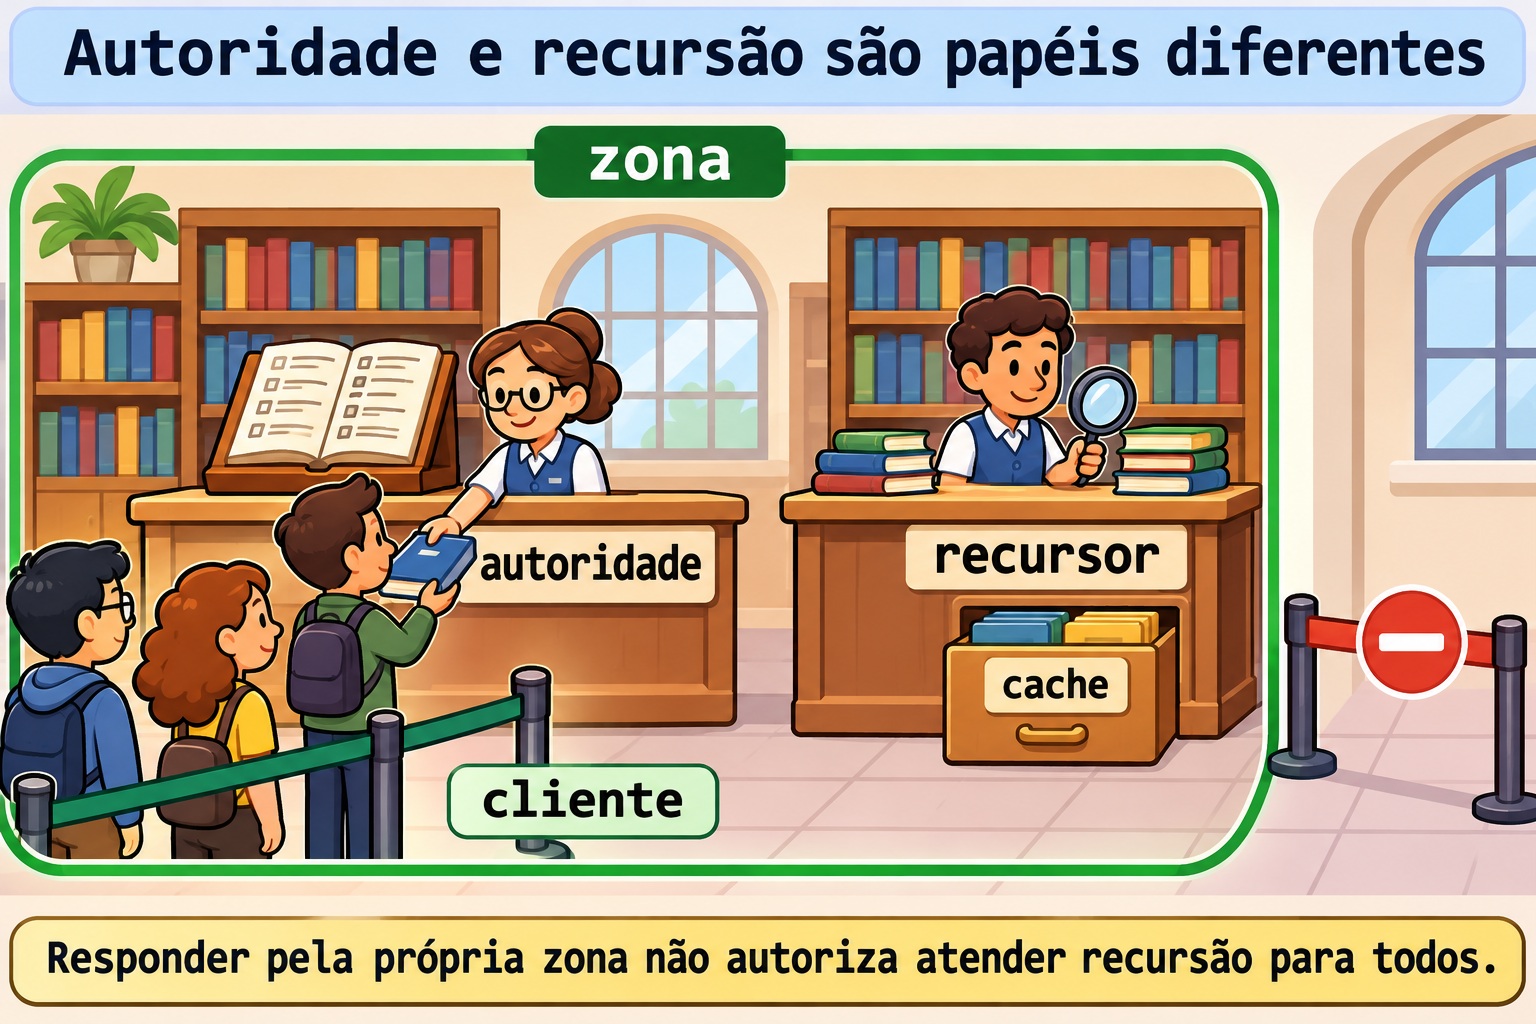 Autoridade e recursão são papéis diferentes
zona
autoridade
recursor
cache
cliente
Responder pela própria zona não autoriza atender recursão para todos.